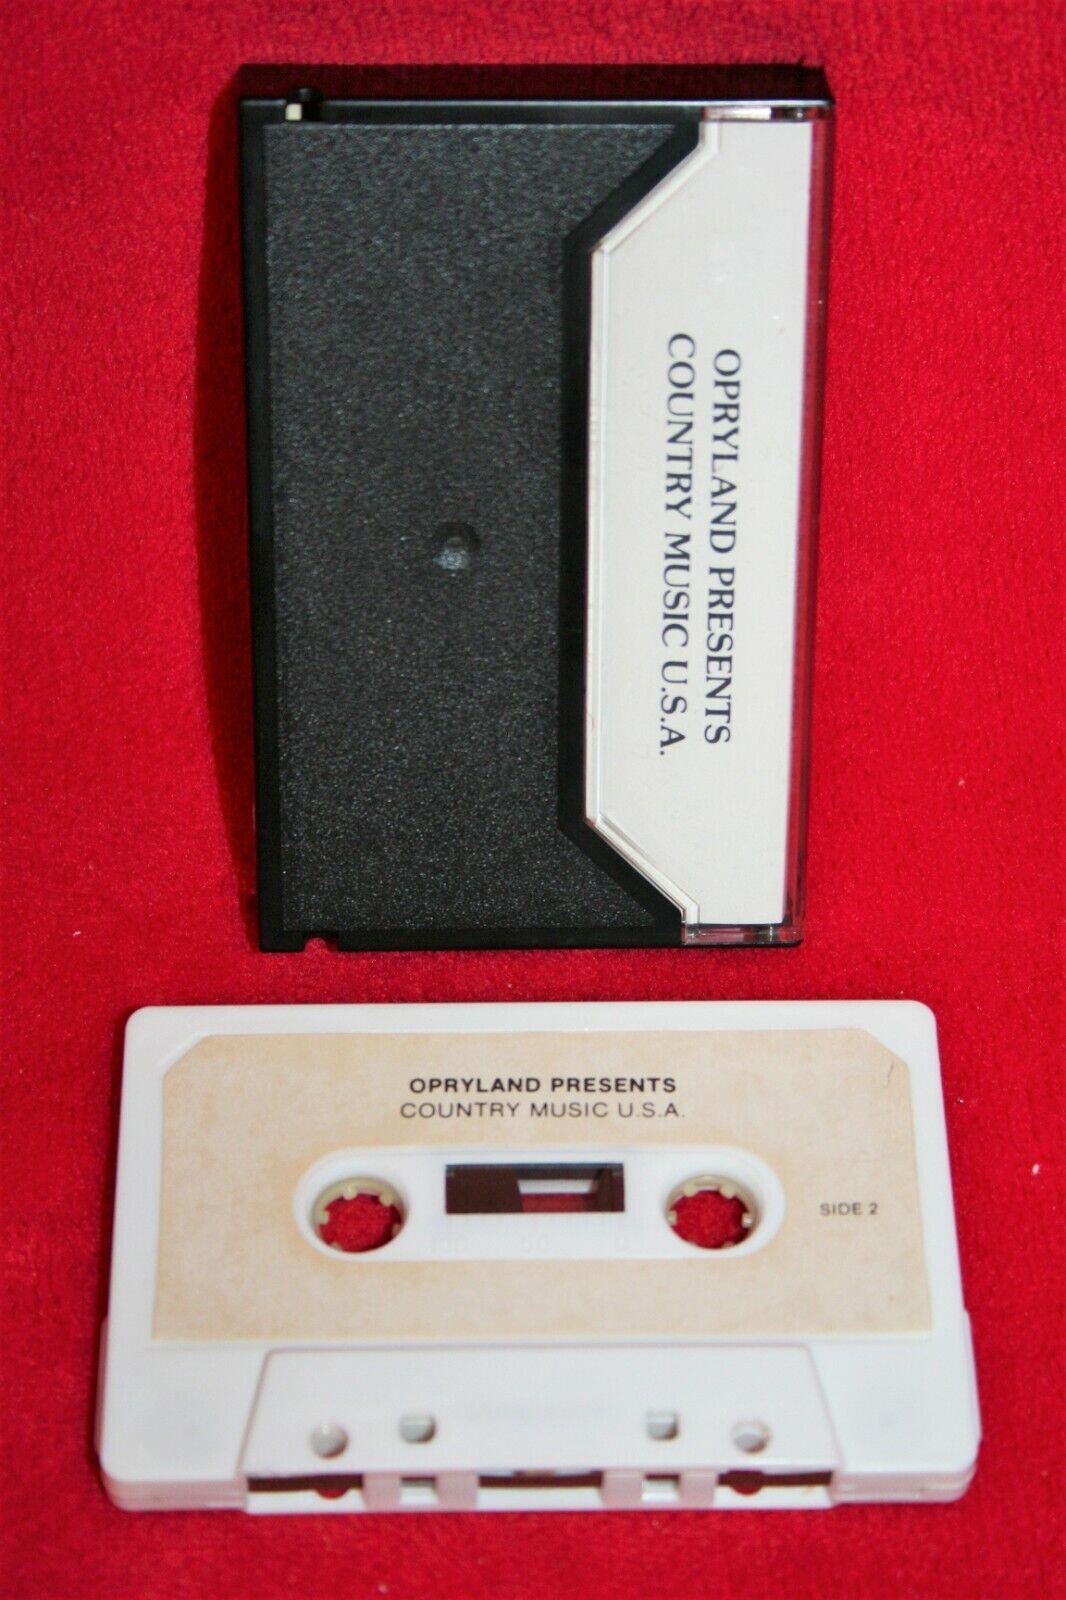 OPRYLAND PRESENTS
COUNTRY MUSIC U.S.A.
OPRYLAND PRESENTS
COUNTRY MUSIC U.S.A.
SIDE 2